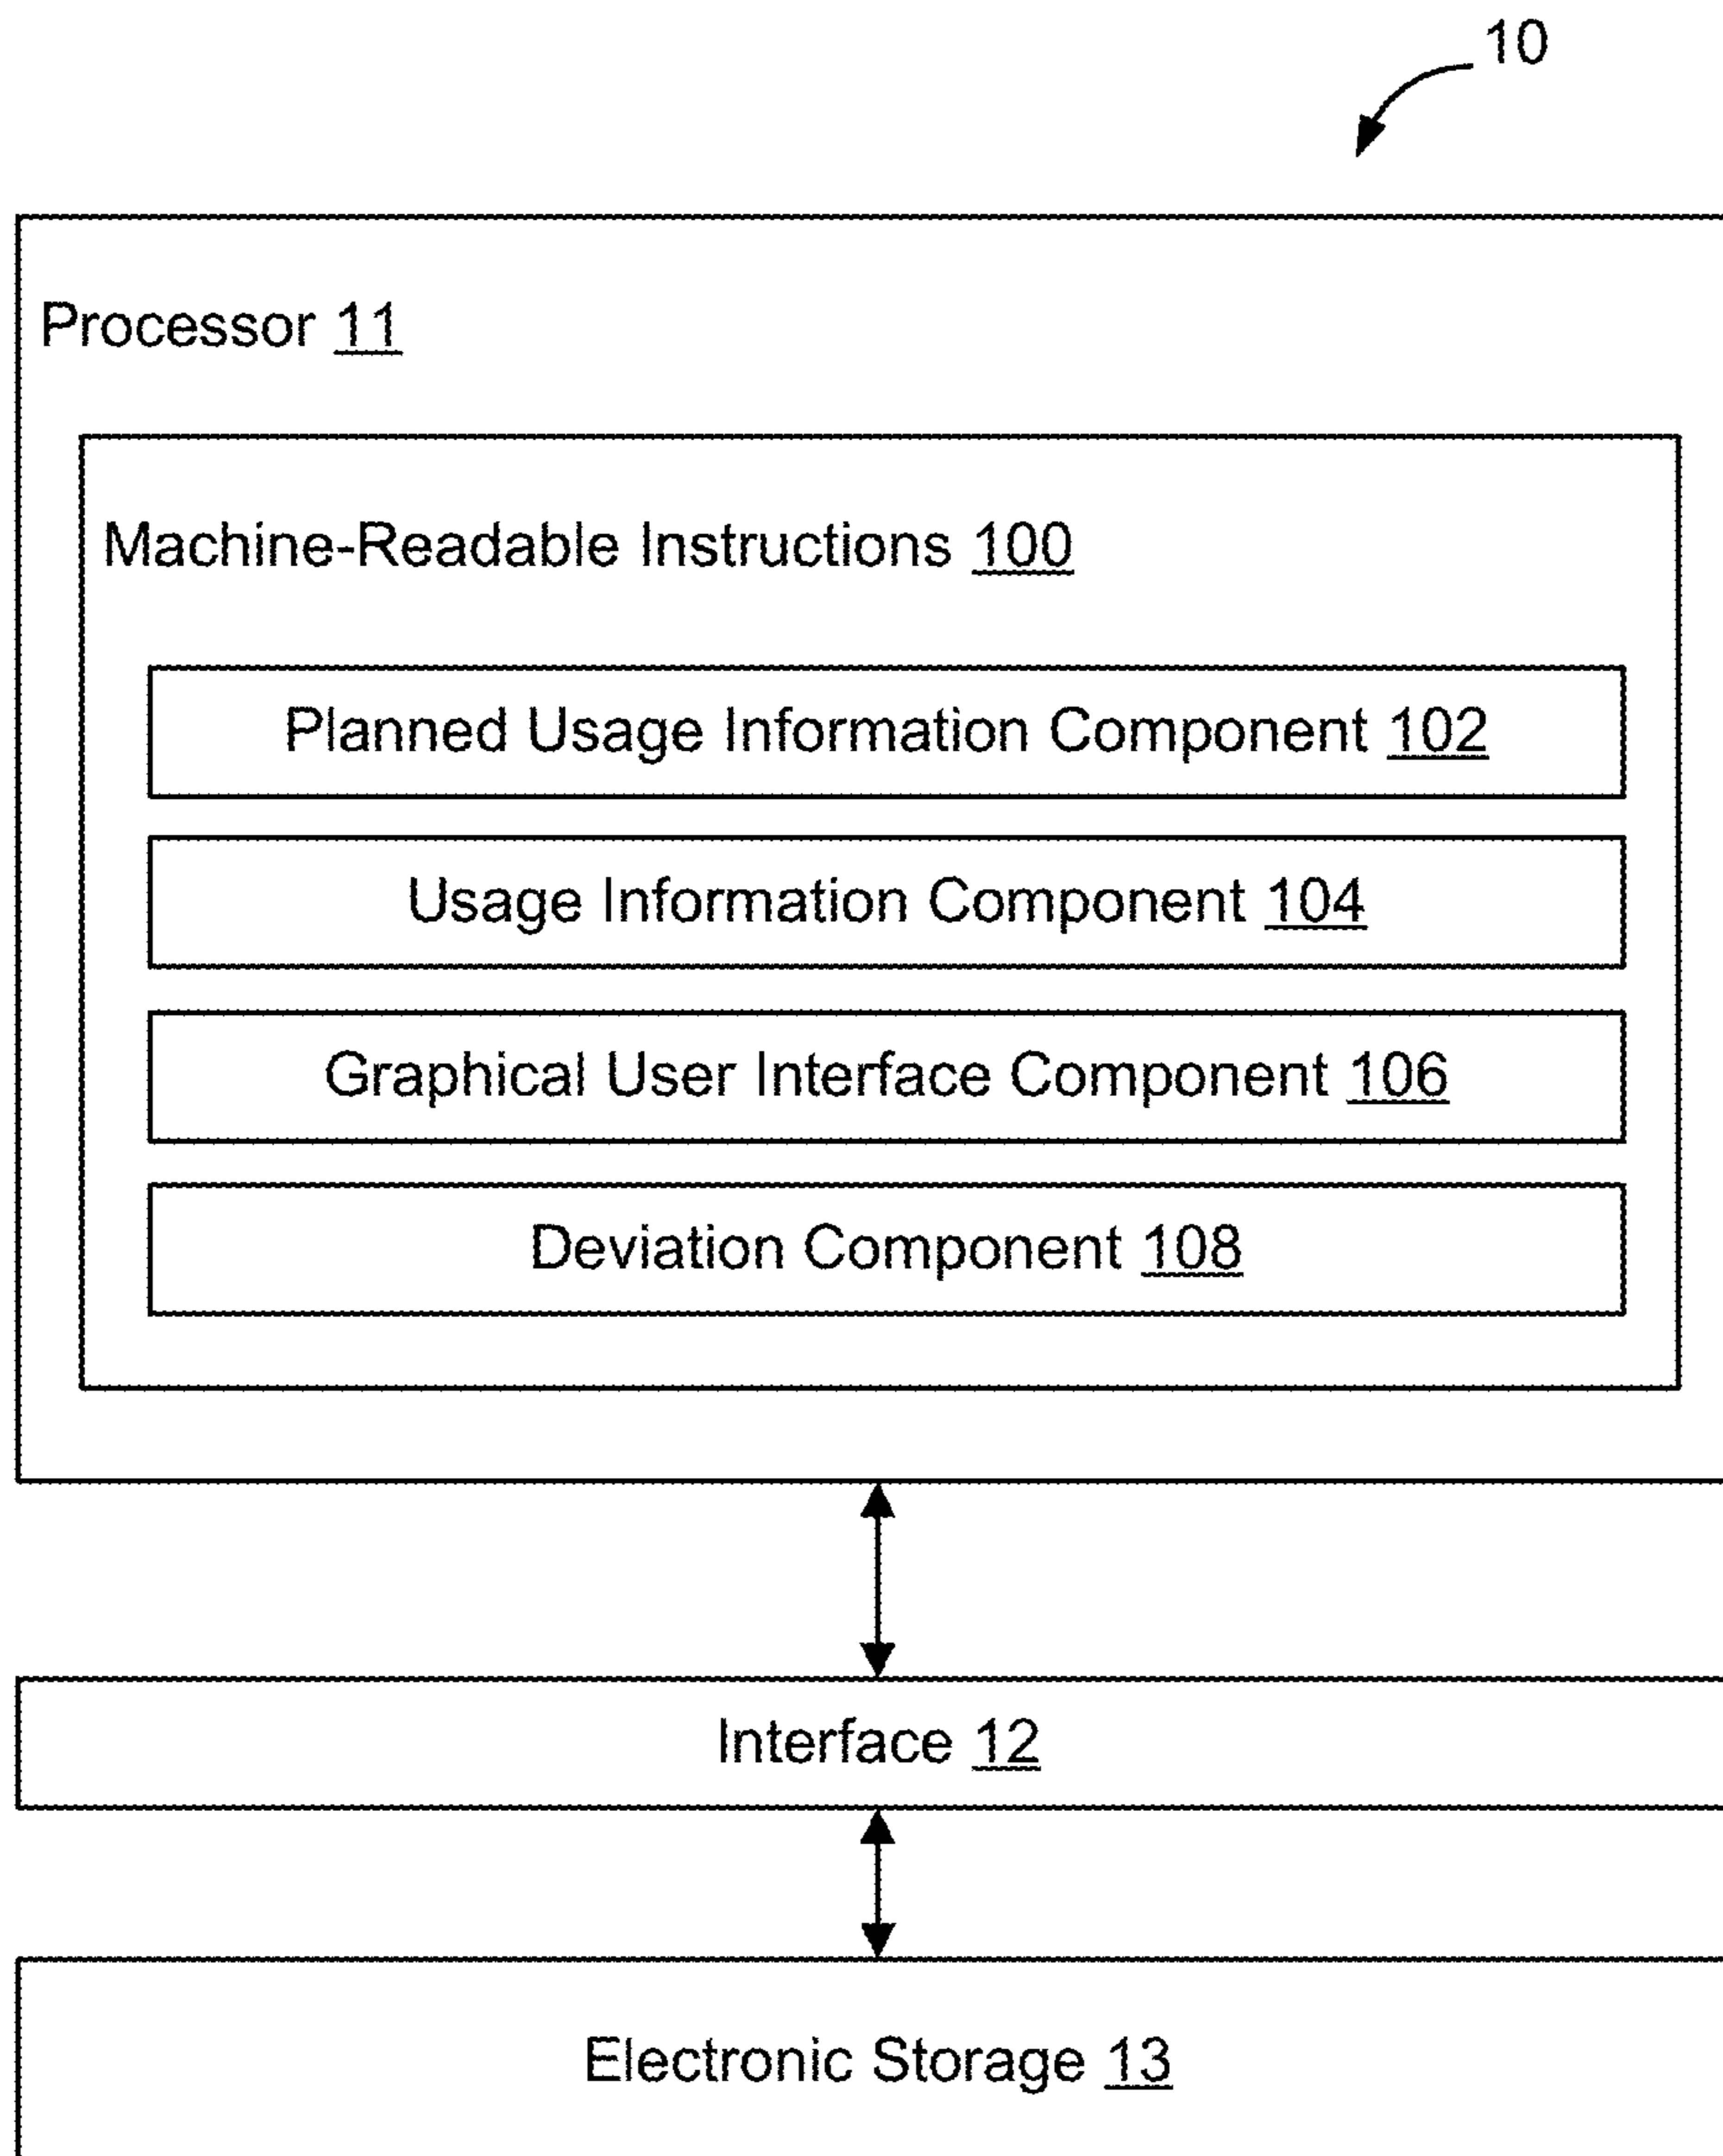 10
Processor 11
Machine-Readable Instructions 100
Planned Usage Information Component 102
Usage Information Component 104
Graphical User Interface Component 106
Deviation Component 108
Interface 12
Electronic Storage 13